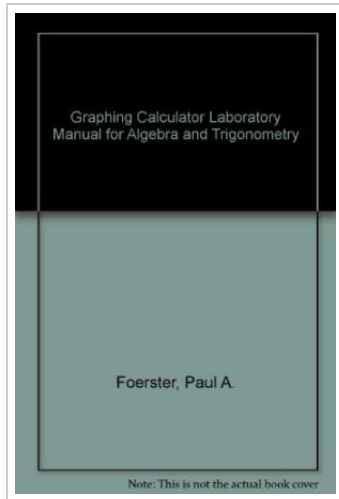 Graphing Calculator Laboratory
Manual for Algebra and Trigonometry
Foerster, Paul A.
Note: This is not the actual book cover